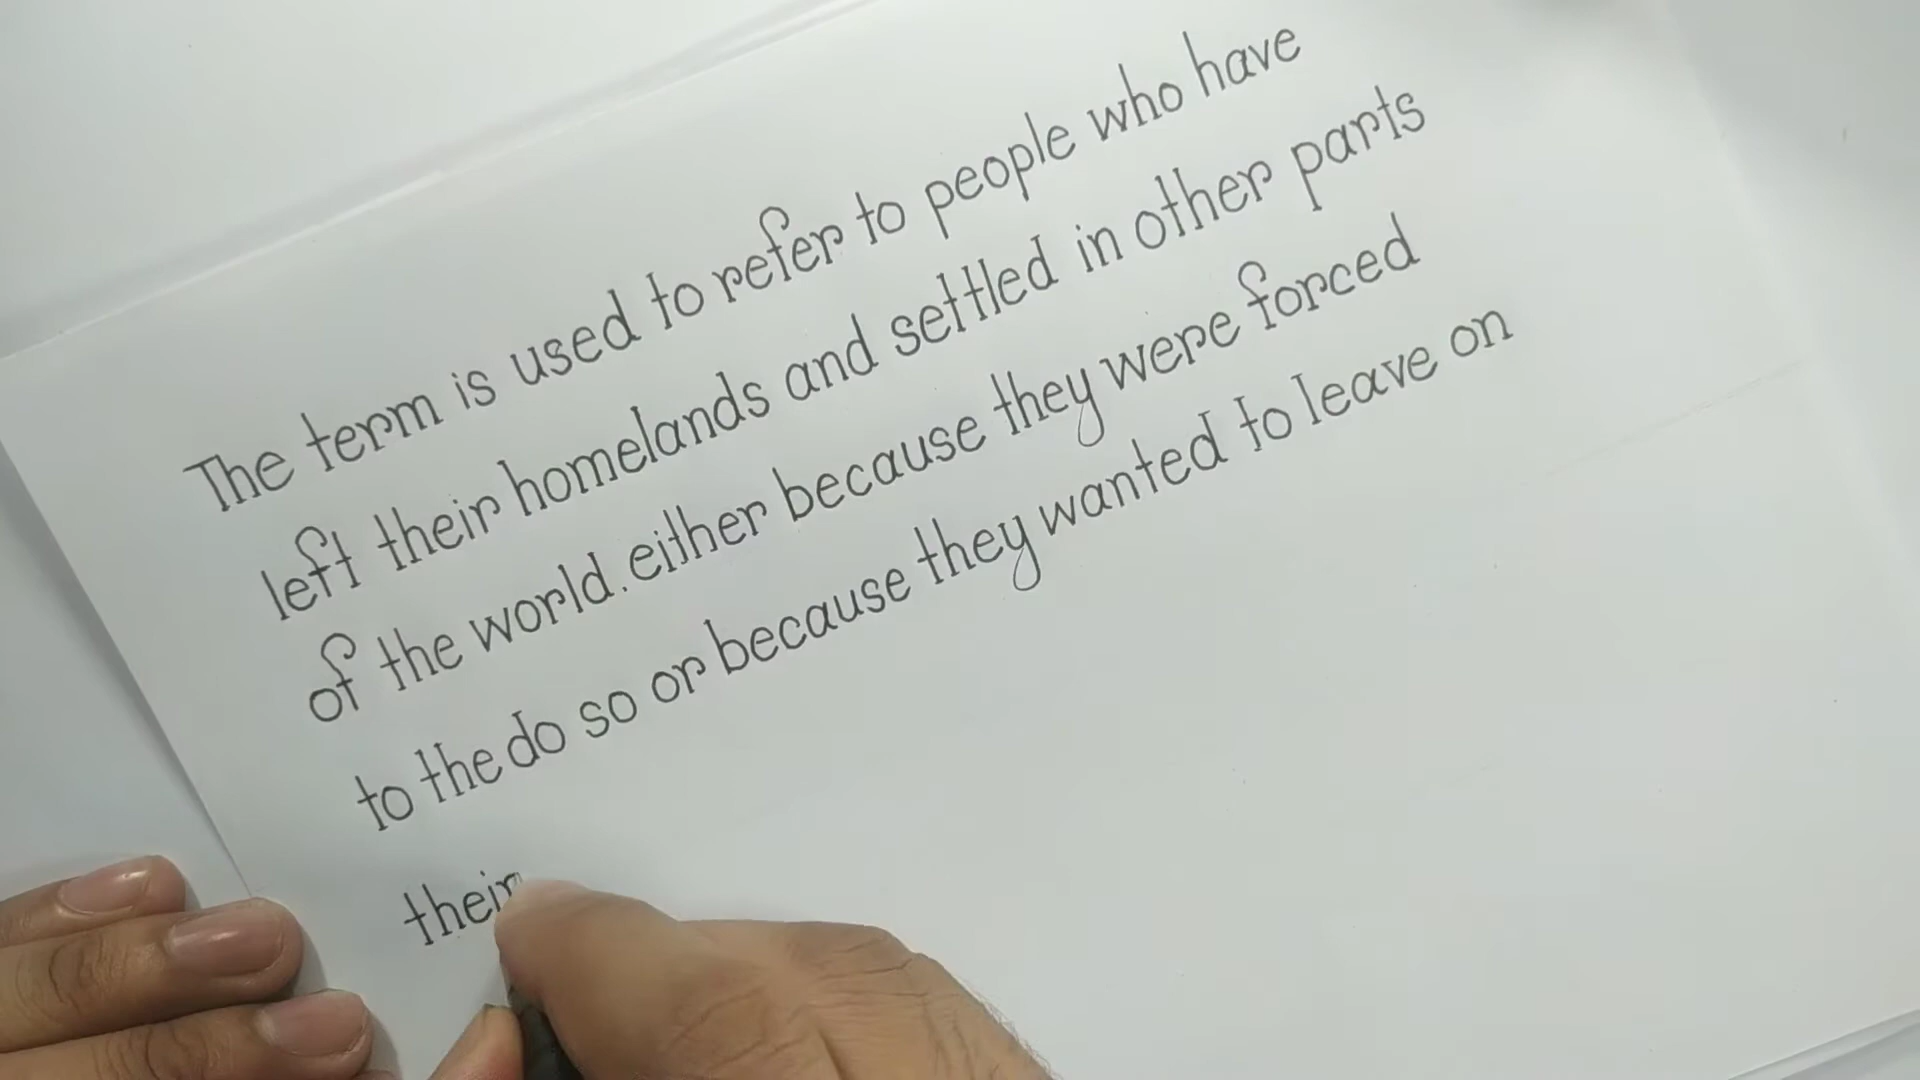 The term is used to refer to people who have
left their homelands and settled in other parts
of the world. either because they were forced
to the do so or because they wanted to leave on
their